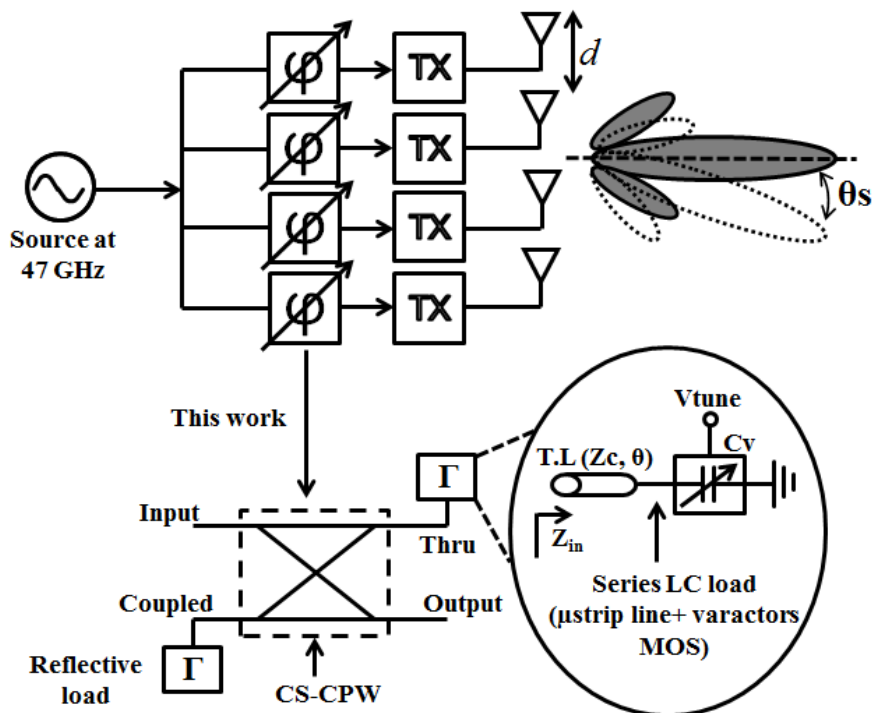 φ TX
d
φ TX
θs
φ TX
Source at
47 GHz
φ TX
This work
Vtune
Cv
T.L (Zc, θ)
Γ
Input
Thru
Zin
Series LC load
(μstrip line+ varactors
MOS)
Coupled
Output
Γ
Reflective
load
CS-CPW